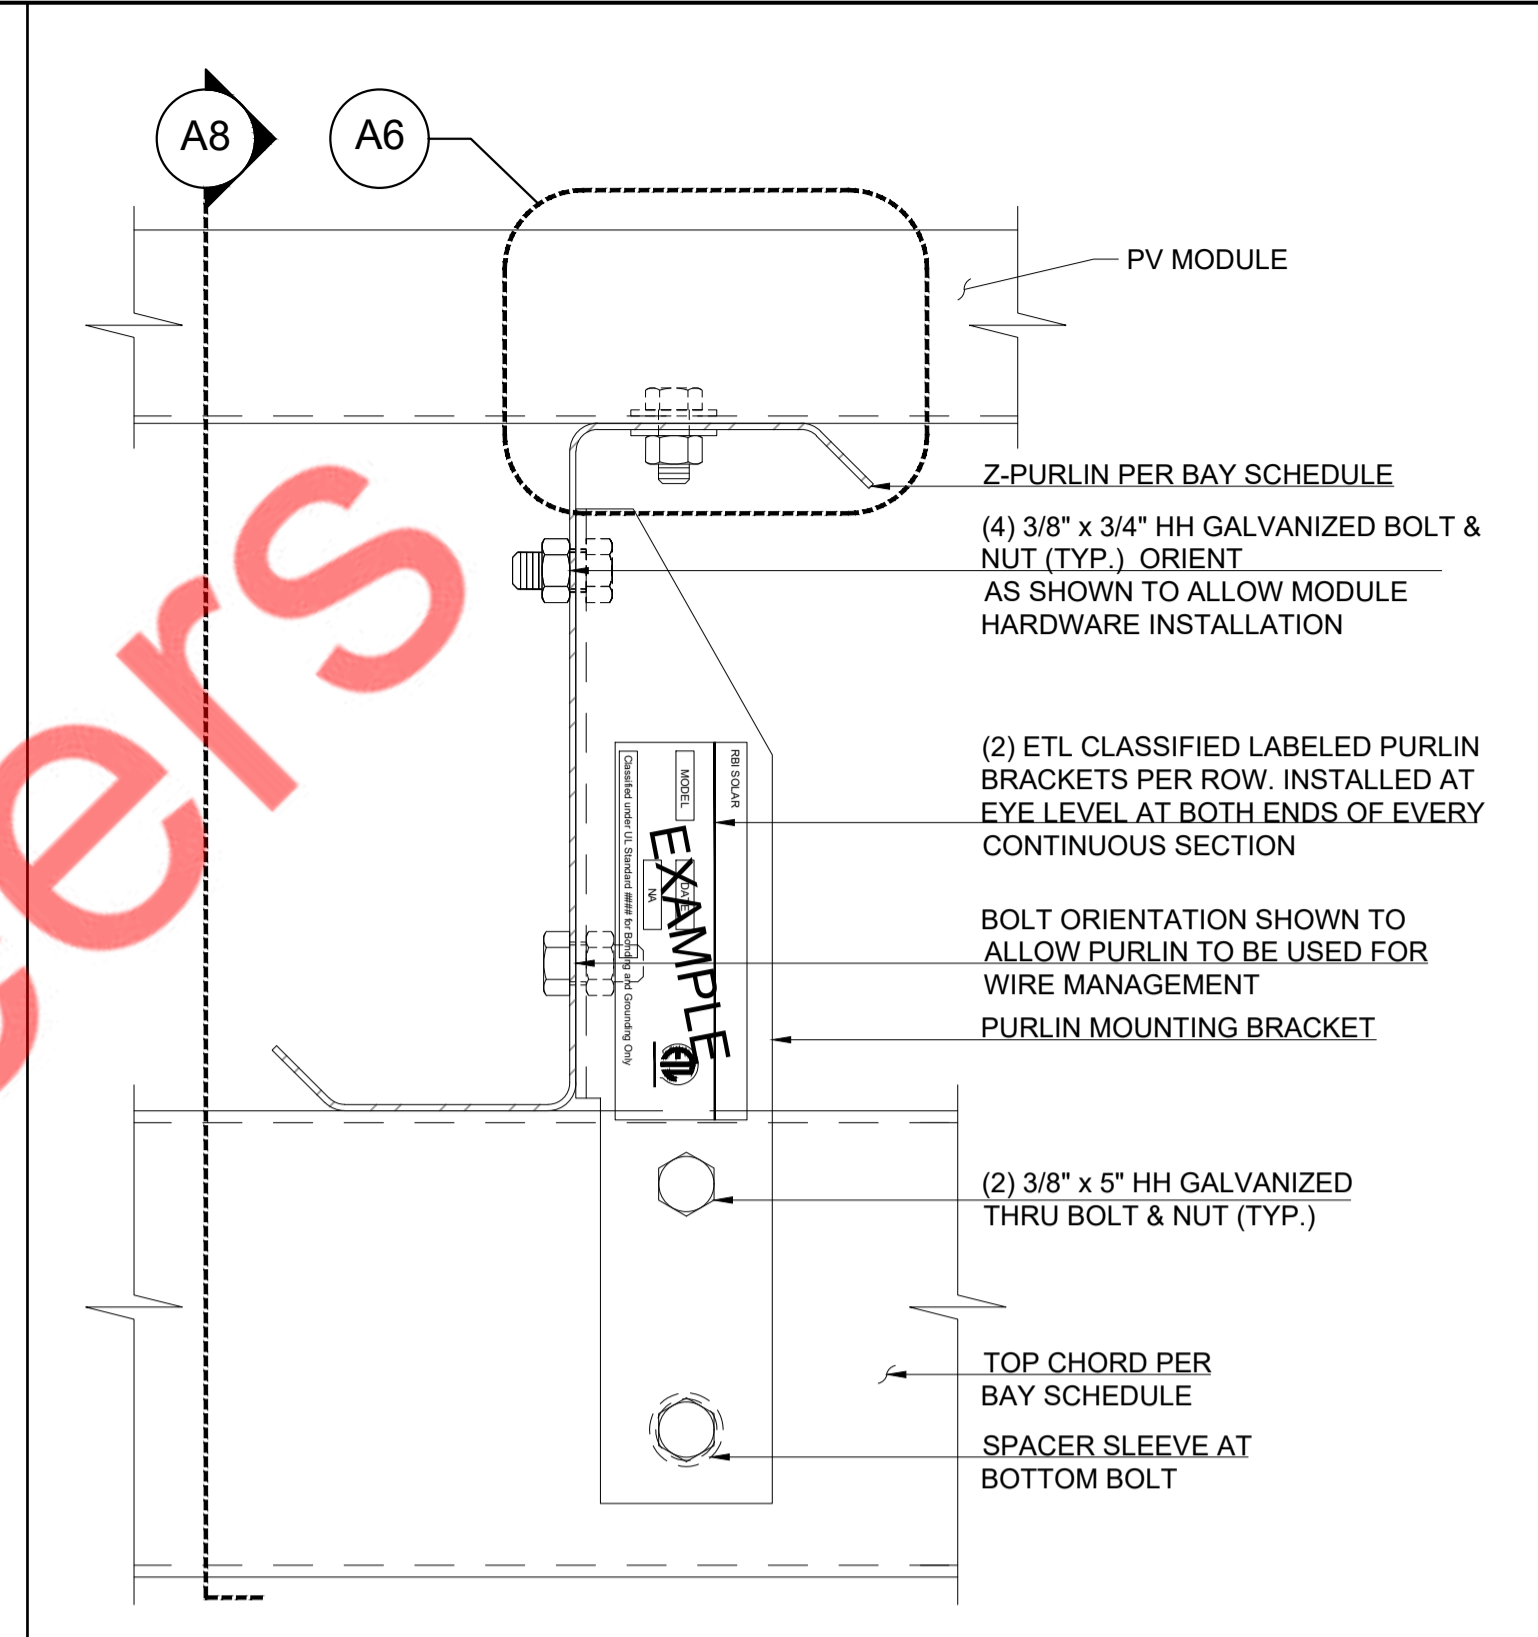 A8
A6
PV MODULE
Z-PURLIN PER BAY SCHEDULE
(4) 3/8" x 3/4" HH GALVANIZED BOLT &
NUT (TYP.) ORIENT
AS SHOWN TO ALLOW MODULE
HARDWARE INSTALLATION
(2) ETL CLASSIFIED LABELED PURLIN
BRACKETS PER ROW. INSTALLED AT
EYE LEVEL AT BOTH ENDS OF EVERY
CONTINUOUS SECTION
RBI SOLAR
MODEL
DATE
NA
Classified under UL Standard #### for Bonding and Grounding Only
EXAMPLE
ETL
BOLT ORIENTATION SHOWN TO
ALLOW PURLIN TO BE USED FOR
WIRE MANAGEMENT
PURLIN MOUNTING BRACKET
(2) 3/8" x 5" HH GALVANIZED
THRU BOLT & NUT (TYP.)
TOP CHORD PER
BAY SCHEDULE
SPACER SLEEVE AT
BOTTOM BOLT
ers